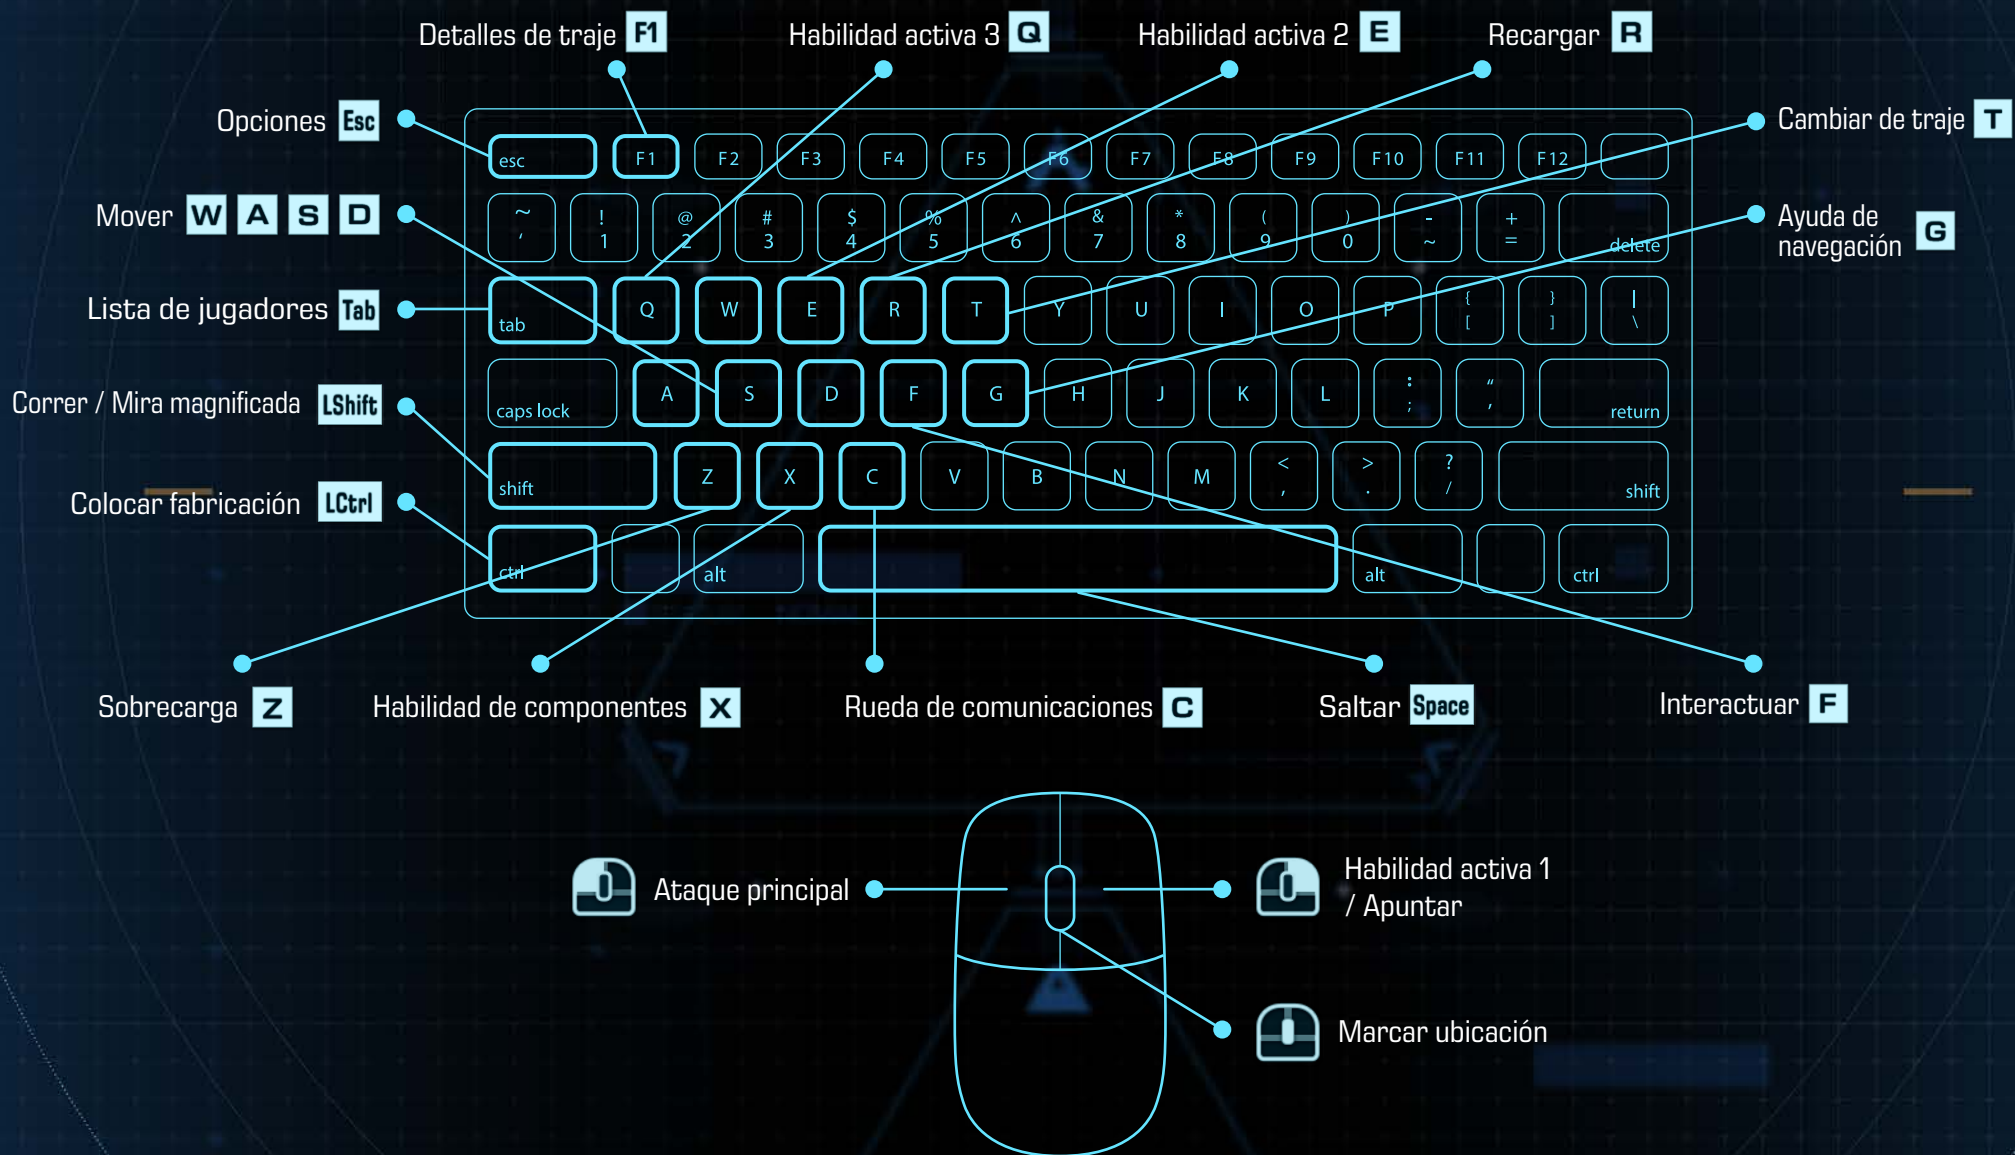 Detalles de traje F1
Habilidad activa 3 Q
Habilidad activa 2 E
Recargar R
Opciones Esc
Cambiar de traje T
Mover W A S D
Ayuda de
navegación G
Lista de jugadores Tab
Correr / Mira magnificada LShift
Colocar fabricación LCtrl
esc F1 F2 F3 F4 F5 F6 F7 F8 F9 F10 F11 F12
~ ! @ # $ % ^ & * ( ) - +
' 1 2 3 4 5 6 7 8 9 0 ~ = delete
tab Q W E R T Y U I O P { } |
[ ] \
caps lock A S D F G H J K L : “ return
; ,
shift Z X C V B N M < > ? shift
, . /
ctrl alt alt ctrl
Sobrecarga Z
Habilidad de componentes X
Rueda de comunicaciones C
Saltar Space
Interactuar F
Ataque principal
Habilidad activa 1
/ Apuntar
Marcar ubicación